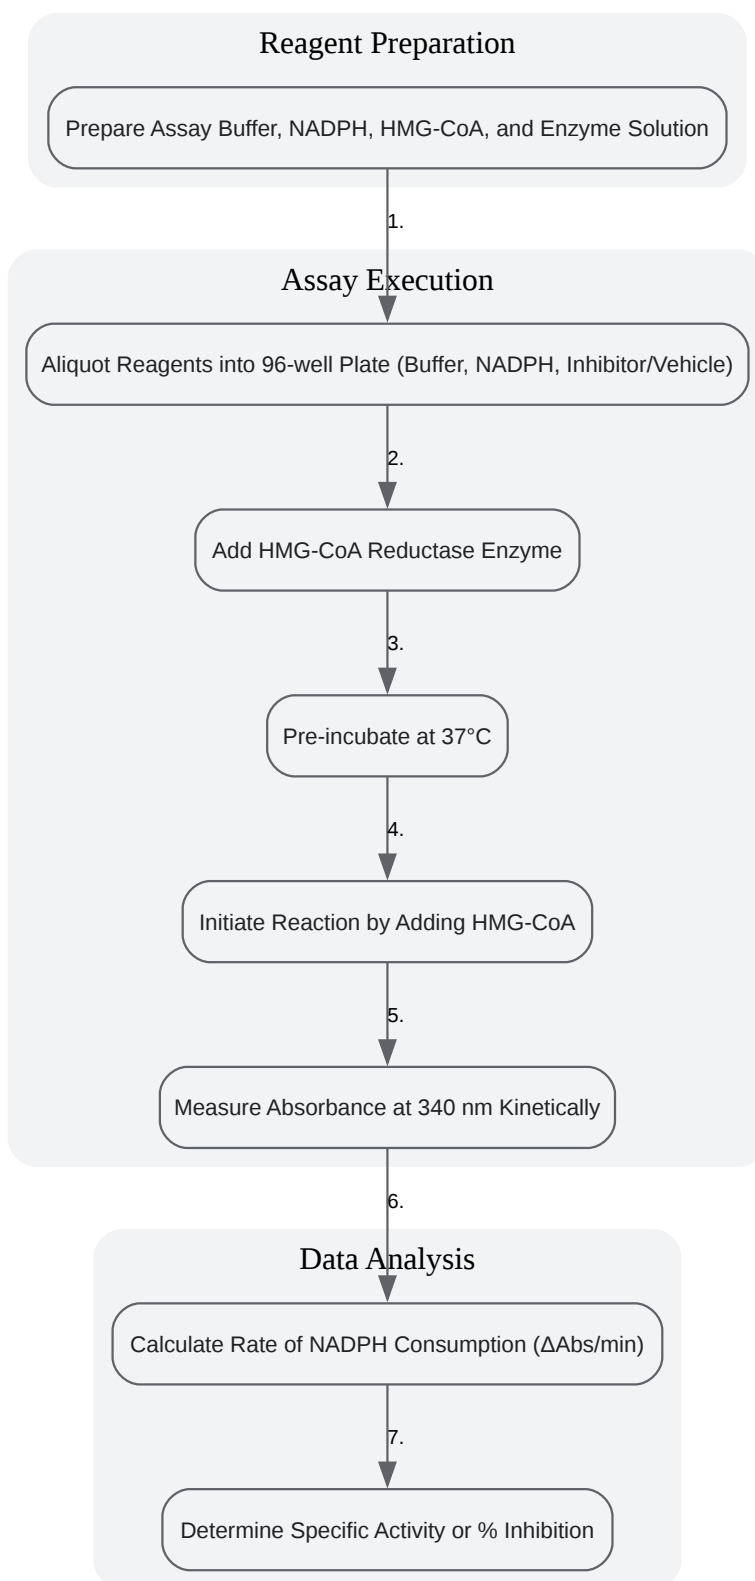 Reagent Preparation
Prepare Assay Buffer, NADPH, HMG-CoA, and Enzyme Solution
1.
Assay Execution
Aliquot Reagents into 96-well Plate (Buffer, NADPH, Inhibitor/Vehicle)
2.
Add HMG-CoA Reductase Enzyme
3.
Pre-incubate at 37°C
4.
Initiate Reaction by Adding HMG-CoA
5.
Measure Absorbance at 340 nm Kinetically
6.
Data Analysis
Calculate Rate of NADPH Consumption (ΔAbs/min)
7.
Determine Specific Activity or % Inhibition